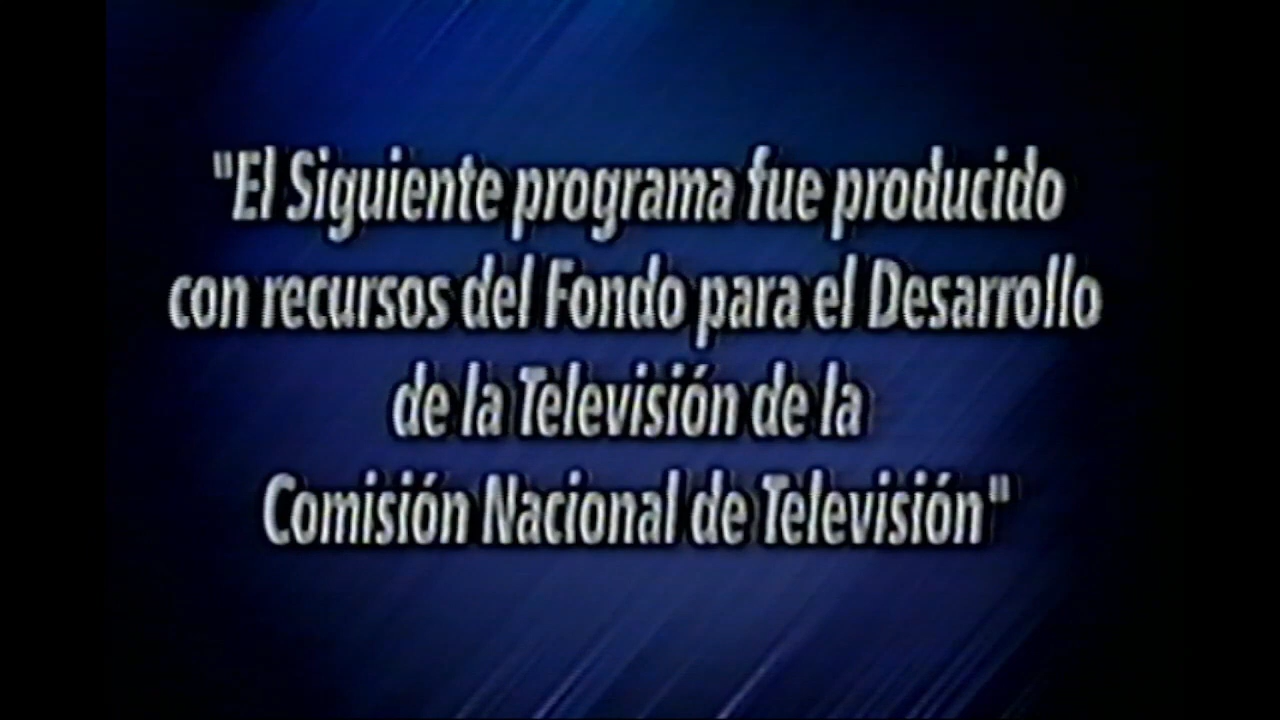 "El Siguiente programa fue producido
con recursos del Fondo para el Desarrollo
de la Televisión de la
Comisión Nacional de Televisión"